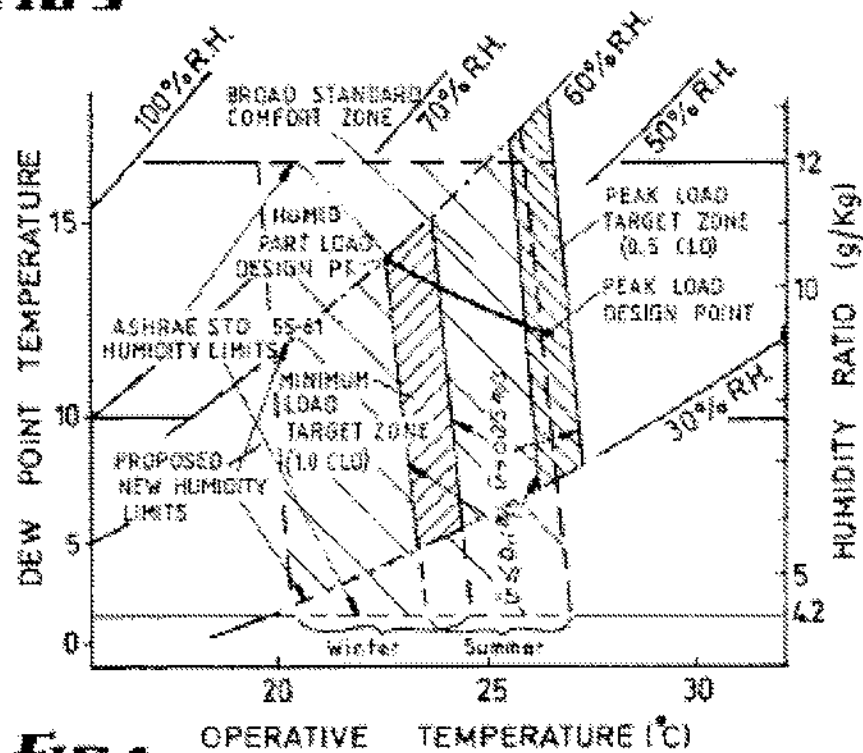 100% R.H.
70% R.H.
60% R.H.
50% R.H.
30% R.H.
BROAD STANDARD
COMFORT ZONE
HUMID
PART LOAD
DESIGN PT
ASHRAE STD 55-81
HUMIDITY LIMITS
MINIMUM
LOAD
TARGET ZONE
(1.0 CLO)
PROPOSED
NEW HUMIDITY
LIMITS
PEAK LOAD
TARGET ZONE
(0.5 CLO)
PEAK LOAD
DESIGN POINT
DEW POINT TEMPERATURE
15
10
5
0
HUMIDITY RATIO (g/Kg)
12
10
5
4.2
Winter
Summer
20
25
30
OPERATIVE TEMPERATURE (°C)